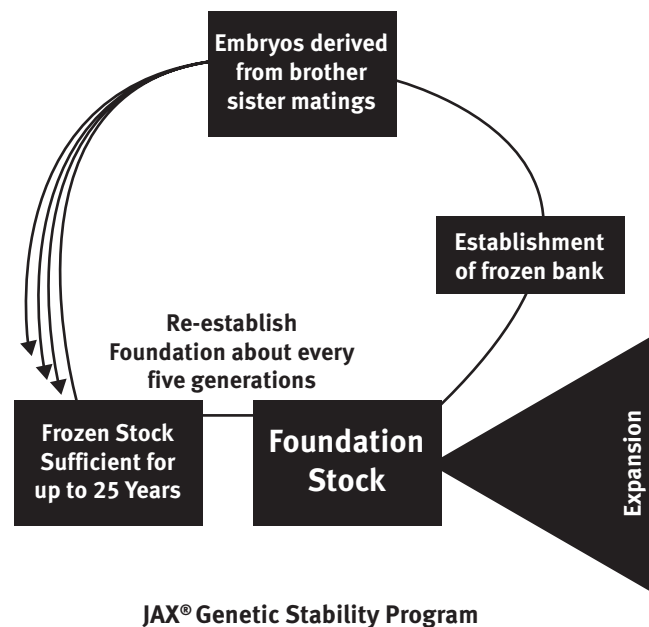 Embryos derived
from brother
sister matings
Establishment
of frozen bank
Re-establish
Foundation about every
five generations
Frozen Stock
Sufficient for
up to 25 Years
Foundation
Stock
Expansion
JAX® Genetic Stability Program